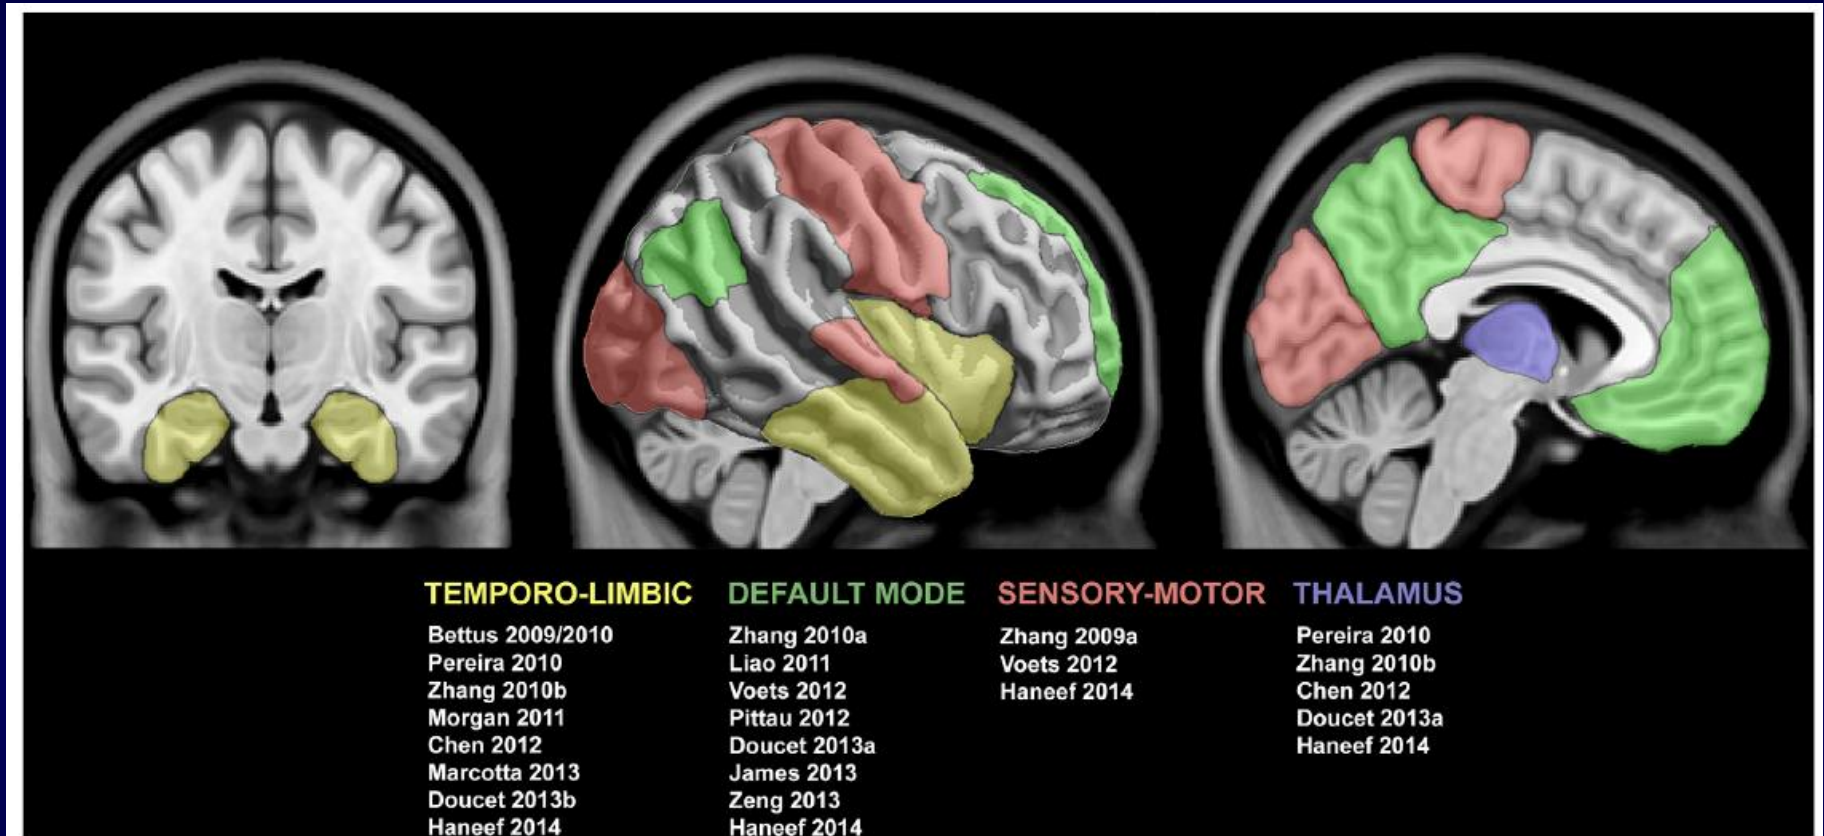 TEMPORO-LIMBIC
Bettus 2009/2010
Pereira 2010
Zhang 2010b
Morgan 2011
Chen 2012
Marcotta 2013
Doucet 2013b
Haneef 2014
DEFAULT MODE
Zhang 2010a
Liao 2011
Voets 2012
Pittau 2012
Doucet 2013a
James 2013
Zeng 2013
Haneef 2014
SENSORY-MOTOR
Zhang 2009a
Voets 2012
Haneef 2014
THALAMUS
Pereira 2010
Zhang 2010b
Chen 2012
Doucet 2013a
Haneef 2014